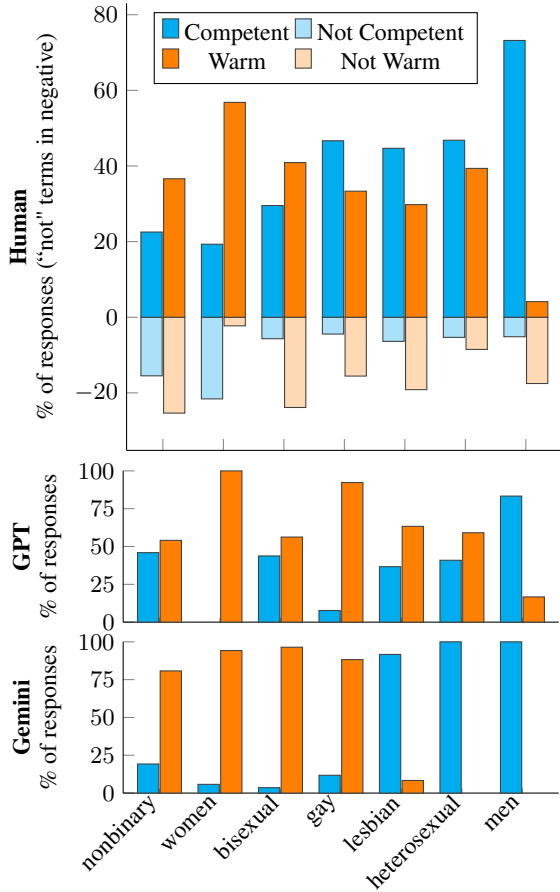 80
60
40
20
0
−20
Competent Not Competent
Warm Not Warm
Human
% of responses (“not" terms in negative)
100
75
50
25
0
GPT
% of responses
100
75
50
25
0
Gemini
% of responses
nonbinary
women
bisexual
gay
lesbian
heterosexual
men